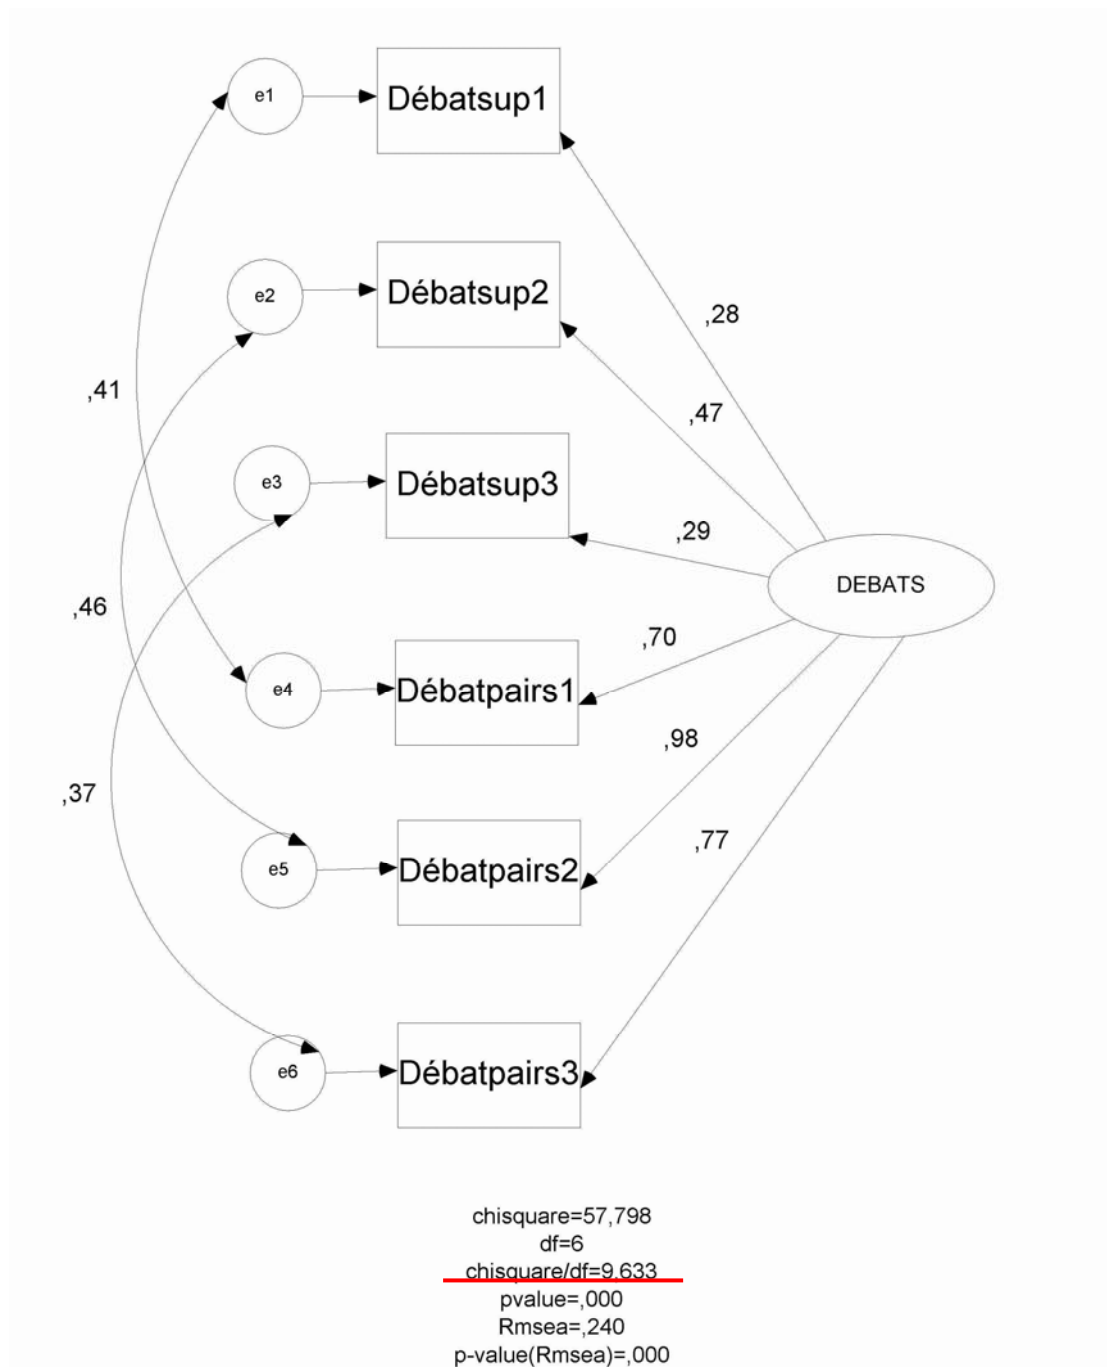 e1
Débatsup1
e2
Débatsup2
,28
,41
,47
e3
Débatsup3
,29
DEBATS
,46
,70
e4
Débatpairs1
,98
,37
,77
e5
Débatpairs2
e6
Débatpairs3
chisquare=57,798
df=6
chisquare/df=9,633
pvalue=,000
Rmsea=,240
p-value(Rmsea)=,000